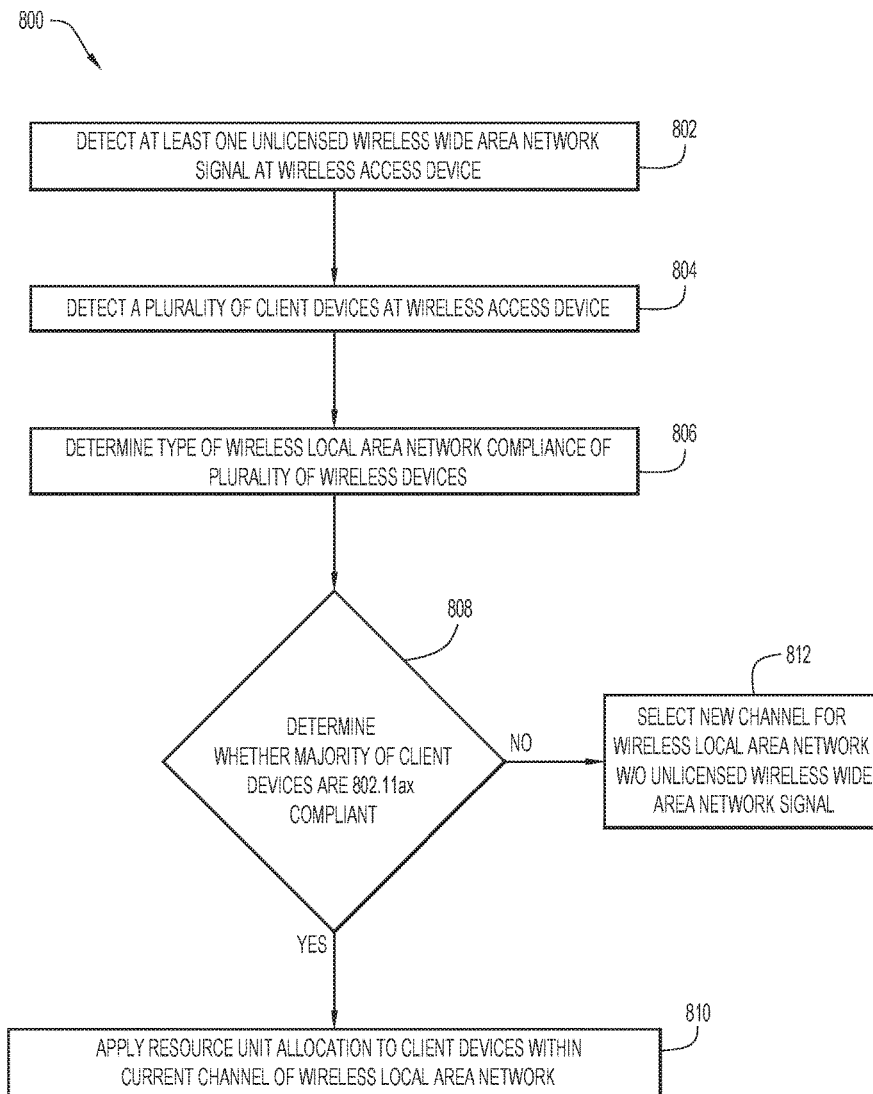 800
DETECT AT LEAST ONE UNLICENSED WIRELESS WIDE AREA NETWORK
SIGNAL AT WIRELESS ACCESS DEVICE
802
DETECT A PLURALITY OF CLIENT DEVICES AT WIRELESS ACCESS DEVICE
804
DETERMINE TYPE OF WIRELESS LOCAL AREA NETWORK COMPLIANCE OF
PLURALITY OF WIRELESS DEVICES
806
808
DETERMINE
WHETHER MAJORITY OF CLIENT
DEVICES ARE 802.11ax
COMPLIANT
NO
812
SELECT NEW CHANNEL FOR
WIRELESS LOCAL AREA NETWORK
W/O UNLICENSED WIRELESS WIDE
AREA NETWORK SIGNAL
YES
810
APPLY RESOURCE UNIT ALLOCATION TO CLIENT DEVICES WITHIN
CURRENT CHANNEL OF WIRELESS LOCAL AREA NETWORK